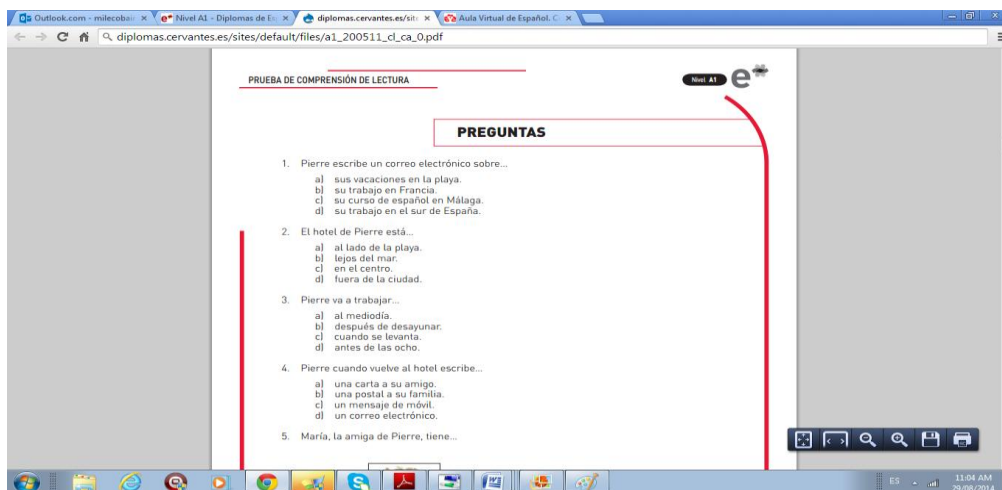 Outlook.com - milecobair
Nivel A1 - Diplomas de Es
diplomas.cervantes.es/site
Aula Virtual de Español. C
diplomas.cervantes.es/sites/default/files/a1_200511_cl_ca_0.pdf
PRUEBA DE COMPRENSIÓN DE LECTURA
Nivel A1
PREGUNTAS
1. Pierre escribe un correo electrónico sobre...
a) sus vacaciones en la playa.
b) su trabajo en Francia.
c) su curso de español en Málaga.
d) su trabajo en el sur de España.
2. El hotel de Pierre está...
a) al lado de la playa.
b) lejos del mar.
c) en el centro.
d) fuera de la ciudad.
3. Pierre va a trabajar...
a) al mediodía.
b) después de desayunar.
c) cuando se levanta.
d) antes de las ocho.
4. Pierre cuando vuelve al hotel escribe...
a) una carta a su amigo.
b) una postal a su familia.
c) un mensaje de móvil.
d) un correo electrónico.
5. María, la amiga de Pierre, tiene...
ES
11:04 AM
29/08/2014